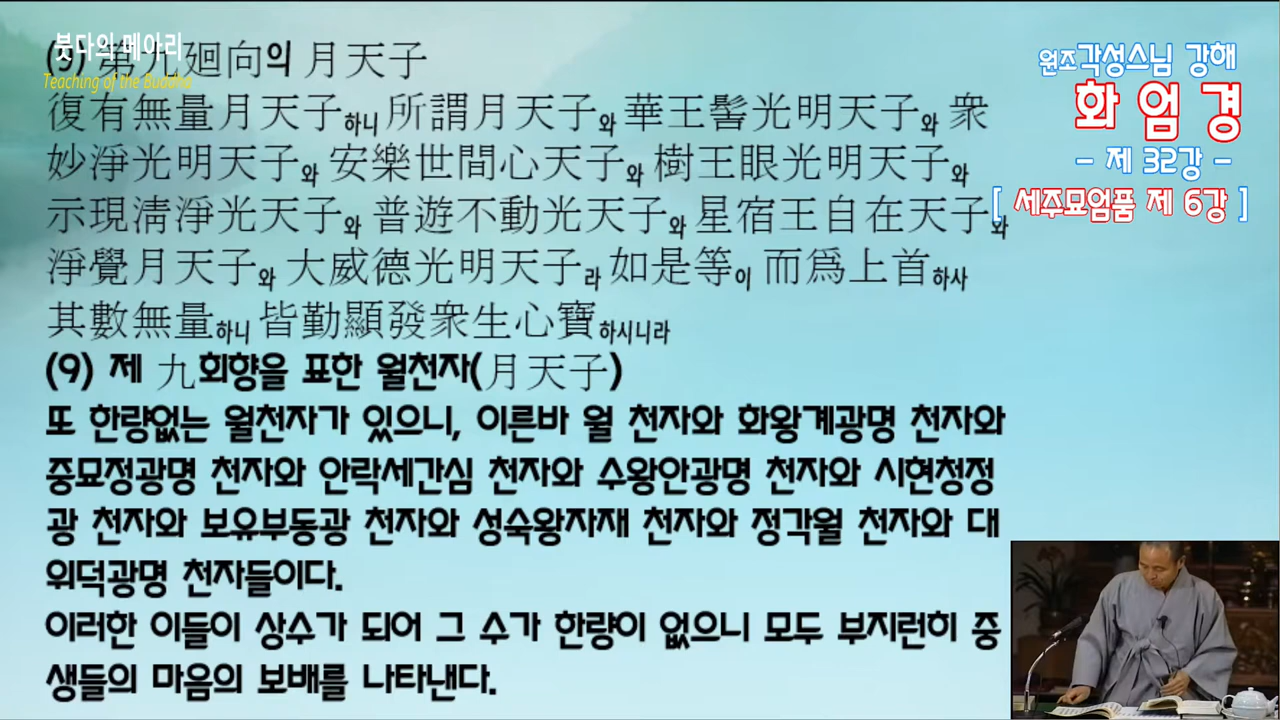 붓다의 메아리
Teaching of the Buddha
(9) 第九廻向의 月天子
復有無量月天子하니 所謂月天子와 華王髻光明天子와 衆
妙淨光明天子와 安樂世間心天子와 樹王眼光明天子와
示現淸淨光天子와 普遊不動光天子와 星宿王自在天子와
淨覺月天子와 大威德光明天子라 如是等이 而爲上首하사
其數無量하니 皆勤顯發衆生心寶하시니라
(9) 제 九회향을 표한 월천자(月天子)
또 한량없는 월천자가 있으니, 이른바 월 천자와 화왕계광명 천자와
중묘정광명 천자와 안락세간심 천자와 수왕안광명 천자와 시현청정
광 천자와 보유부동광 천자와 성숙왕자재 천자와 정각월 천자와 대
위덕광명 천자들이다.
이러한 이들이 상수가 되어 그 수가 한량이 없으니 모두 부지런히 중
생들의 마음의 보배를 나타낸다.
원조각성스님 강해
화엄경
- 제 32강 -
[ 세주묘엄품 제 6강 ]